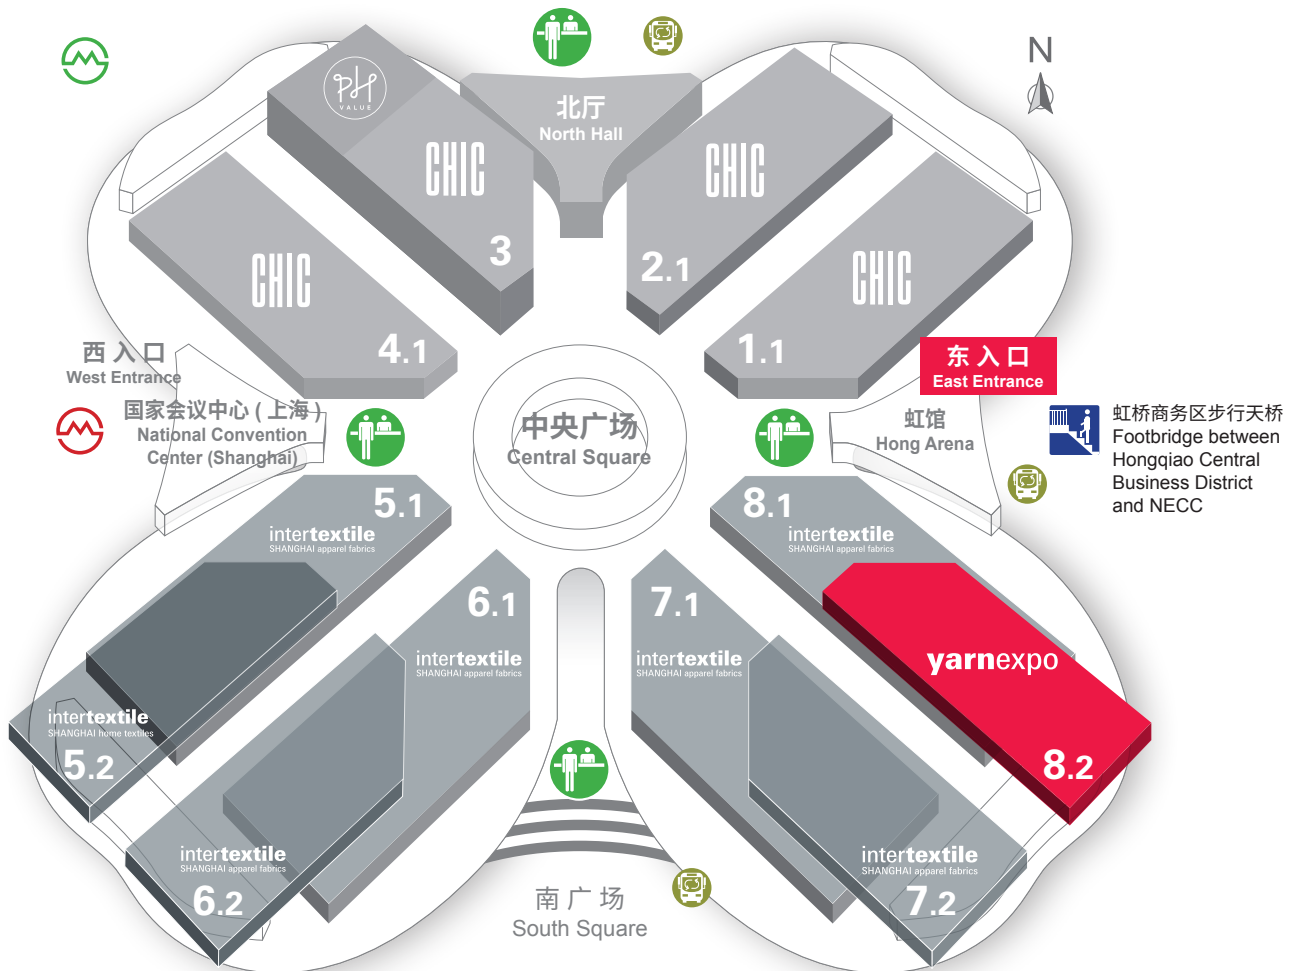 N
PH
VALUE
北厅
North Hall
CHIC
3
CHIC
2.1
CHIC
4.1
CHIC
1.1
西入口
West Entrance
东入口
East Entrance
国家会议中心 ( 上海 )
National Convention
Center (Shanghai)
中央广场
Central Square
虹馆
Hong Arena
虹桥商务区步行天桥
Footbridge between
Hongqiao Central
Business District
and NECC
5.1
intertextile
SHANGHAI apparel fabrics
8.1
intertextile
SHANGHAI apparel fabrics
6.1
intertextile
SHANGHAI apparel fabrics
7.1
intertextile
SHANGHAI apparel fabrics
yarnexpo
8.2
intertextile
SHANGHAI home textiles
5.2
intertextile
SHANGHAI apparel fabrics
6.2
intertextile
SHANGHAI apparel fabrics
7.2
南广场
South Square